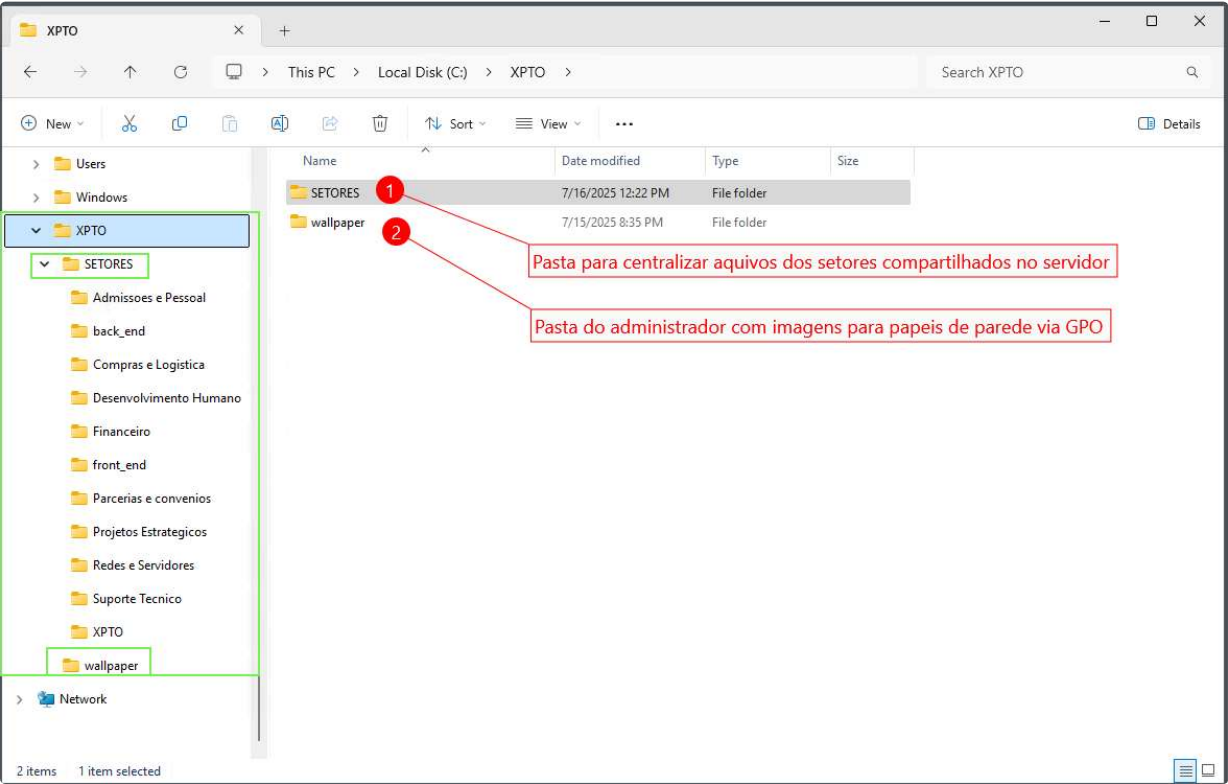 XPTO
This PC > Local Disk (C:) > XPTO >
Search XPTO
New
Sort
View
Details
Users
Windows
XPTO
SETORES
Admissoes e Pessoal
back_end
Compras e Logistica
Desenvolvimento Humano
Financeiro
front_end
Parcerias e convenios
Projetos Estrategicos
Redes e Servidores
Suporte Tecnico
XPTO
wallpaper
Network
Name Date modified Type Size
SETORES 1 7/16/2025 12:22 PM File folder
wallpaper 2 7/15/2025 8:35 PM File folder
Pasta para centralizar aquivos dos setores compartilhados no servidor
Pasta do administrador com imagens para papeis de parede via GPO
2 items 1 item selected